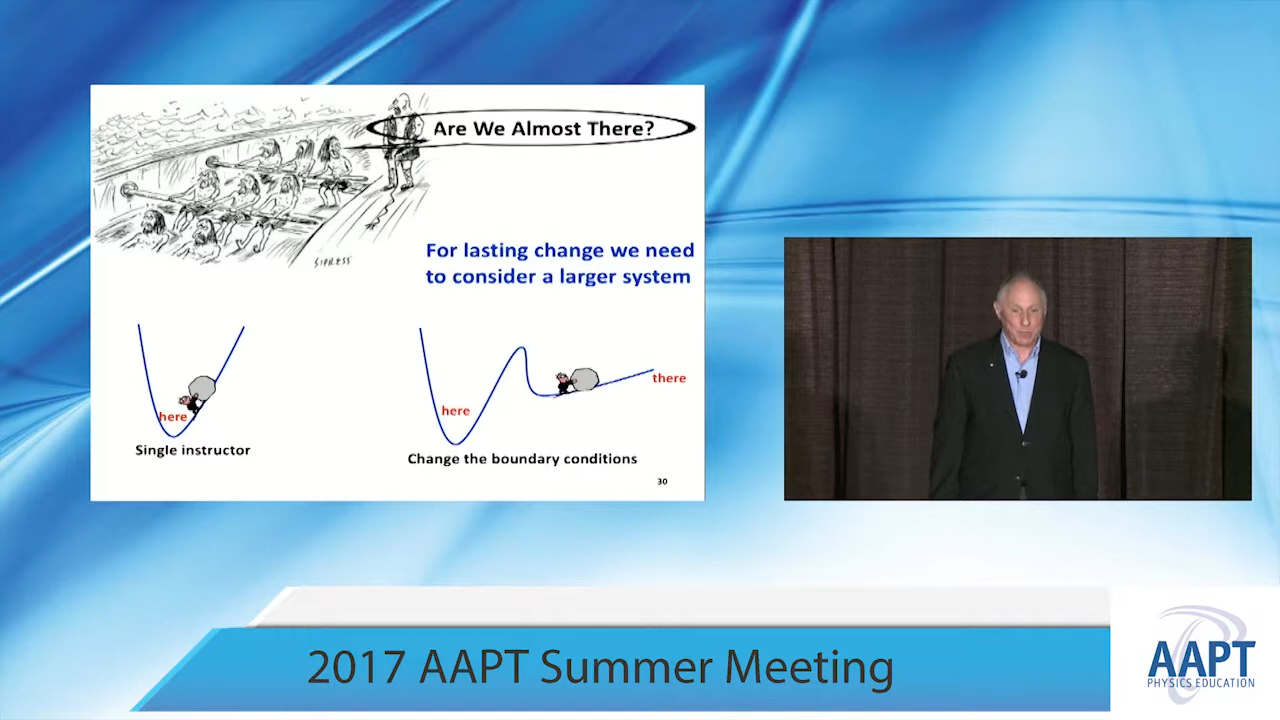 Are We Almost There?
SIPRESS
For lasting change we need
to consider a larger system
here
Single instructor
here
there
Change the boundary conditions
30
2017 AAPT Summer Meeting
AAPT
PHYSICS EDUCATION